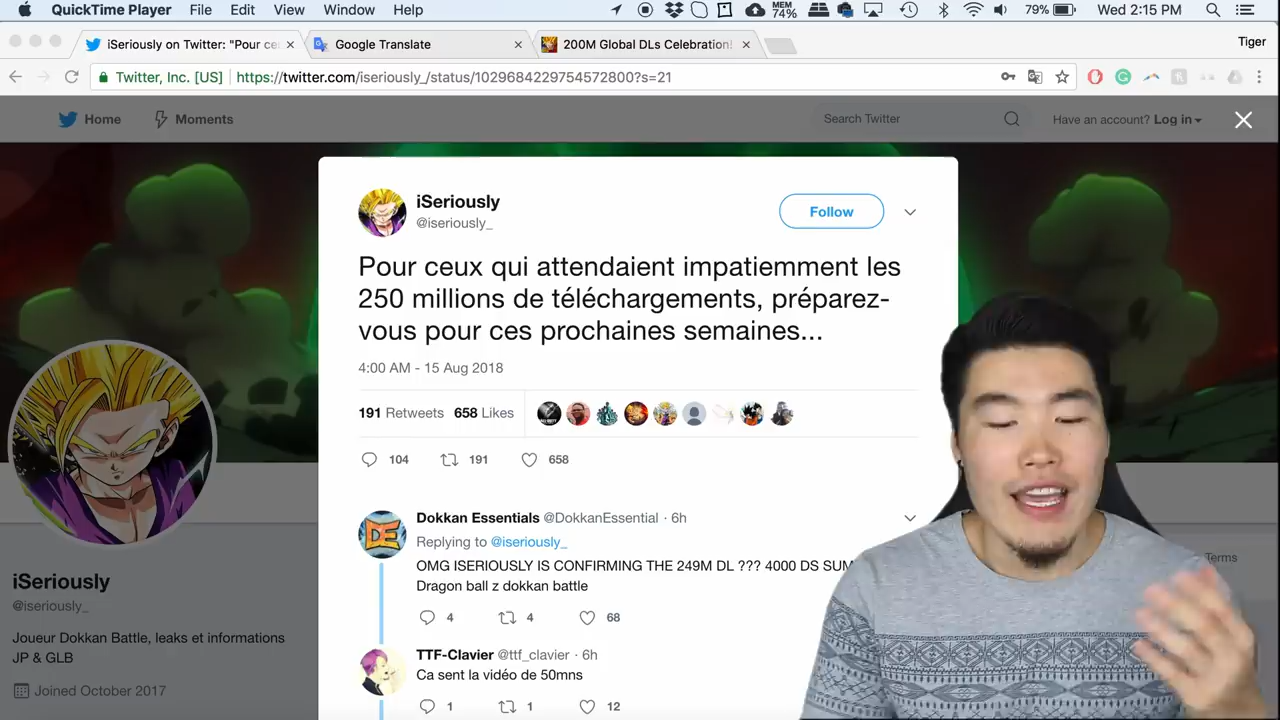 QuickTime Player File Edit View Window Help MEM 74% 79% Wed 2:15 PM
iSeriously on Twitter: "Pour ce
Google Translate
200M Global DLs Celebration!
Tiger
Twitter, Inc. [US] https://twitter.com/iseriously_/status/1029684229754572800?s=21
Home Moments Search Twitter Have an account? Log in
iSeriously
@iseriously_
Follow
Pour ceux qui attendaient impatiemment les
250 millions de téléchargements, préparez-
vous pour ces prochaines semaines...
4:00 AM - 15 Aug 2018
191 Retweets 658 Likes
104 191 658
Dokkan Essentials @DokkanEssential · 6h
Replying to @iseriously_
OMG ISERIOUSLY IS CONFIRMING THE 249M DL ??? 4000 DS SUM
Dragon ball z dokkan battle
4 4 68
TTF-Clavier @ttf_clavier · 6h
Ca sent la vidéo de 50mns
1 1 12
iSeriously
@iseriously_
Joueur Dokkan Battle, leaks et informations
JP & GLB
Joined October 2017
Terms